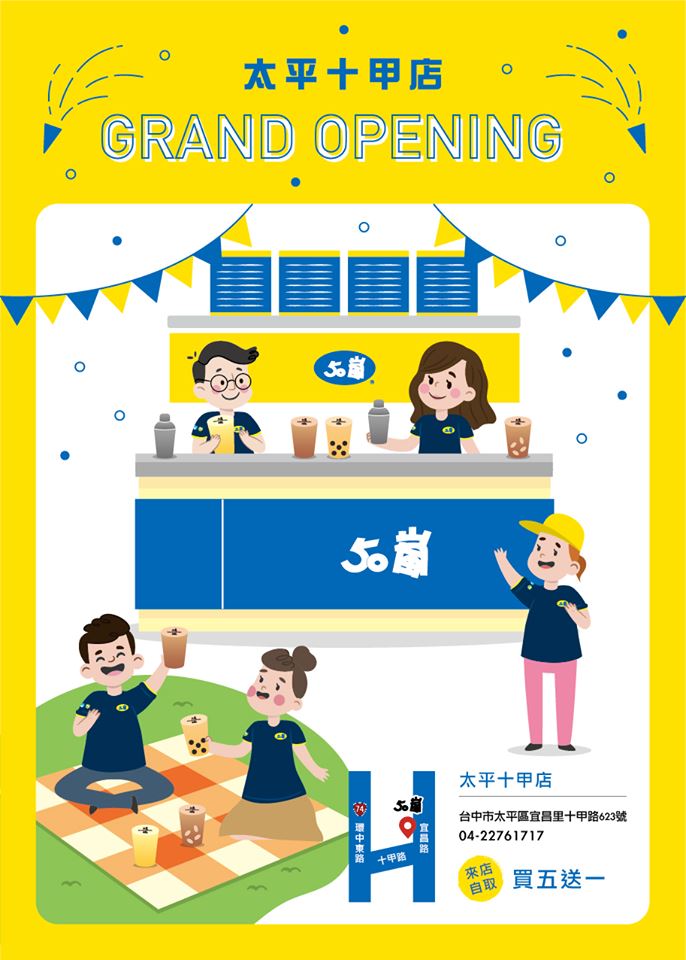 太平十甲店
GRAND OPENING
50嵐
50嵐
太平十甲店
台中市太平區宜昌里十甲路623號
04-22761717
來店
自取
買五送一
74
環中東路
50嵐
宜昌路
十甲路